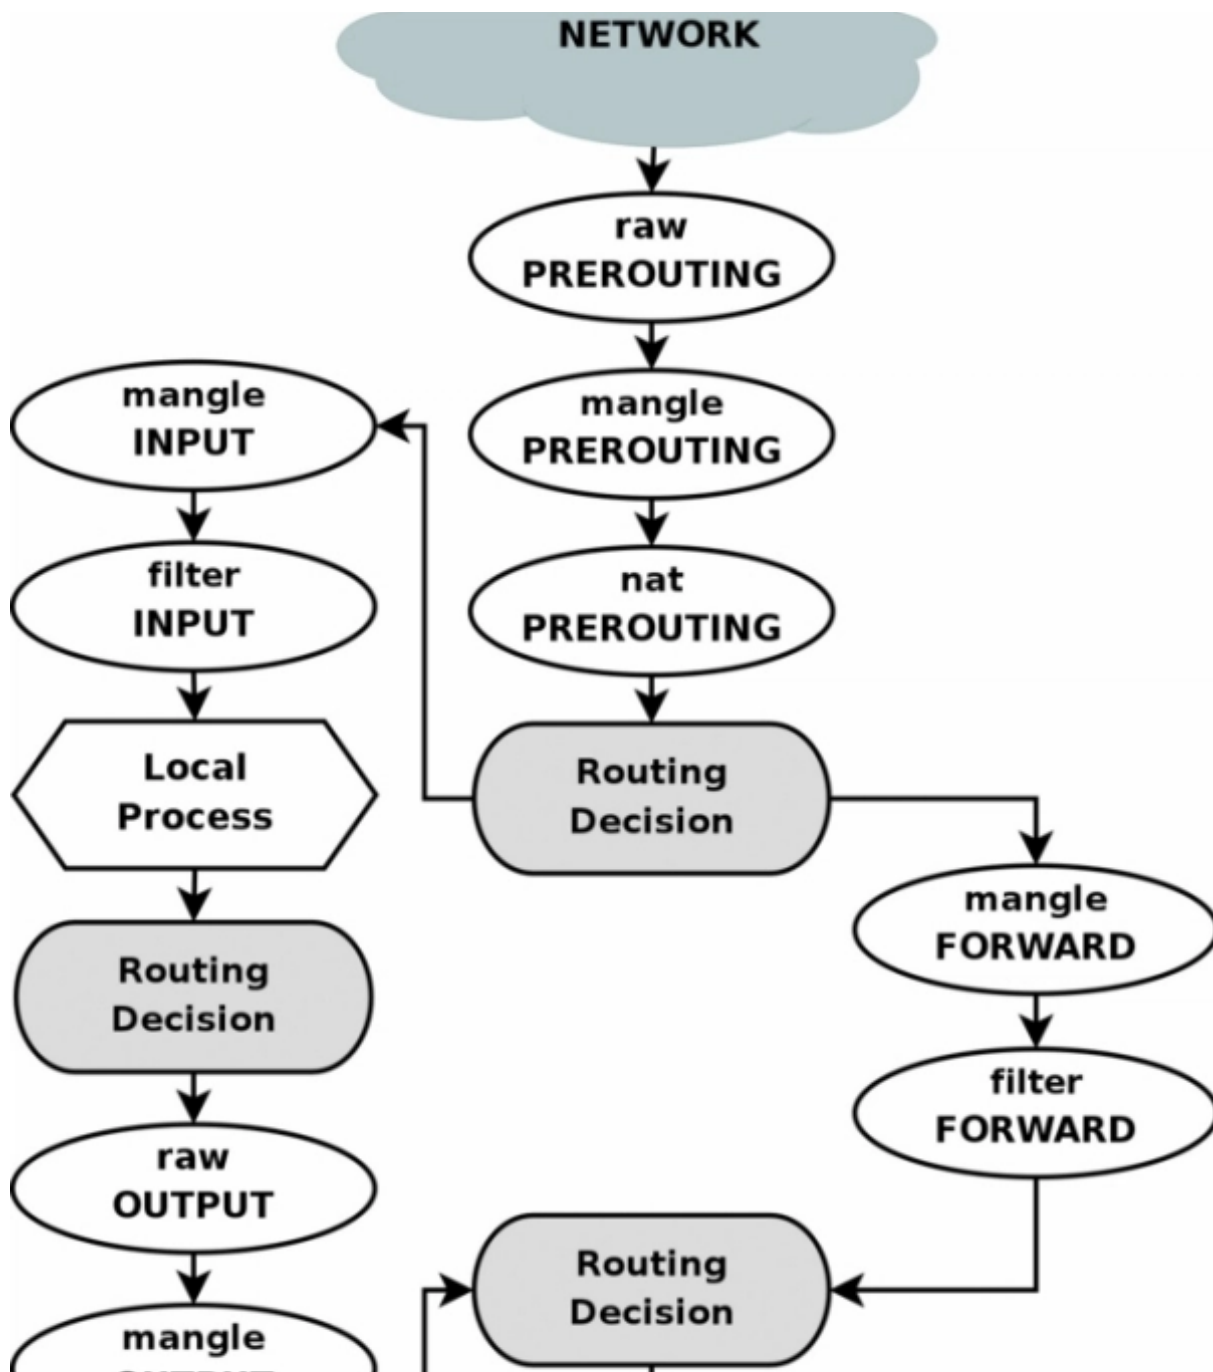 NETWORK
raw
PREROUTING
mangle
PREROUTING
nat
PREROUTING
Routing
Decision
mangle
INPUT
filter
INPUT
Local
Process
Routing
Decision
raw
OUTPUT
mangle
mangle
FORWARD
filter
FORWARD
Routing
Decision